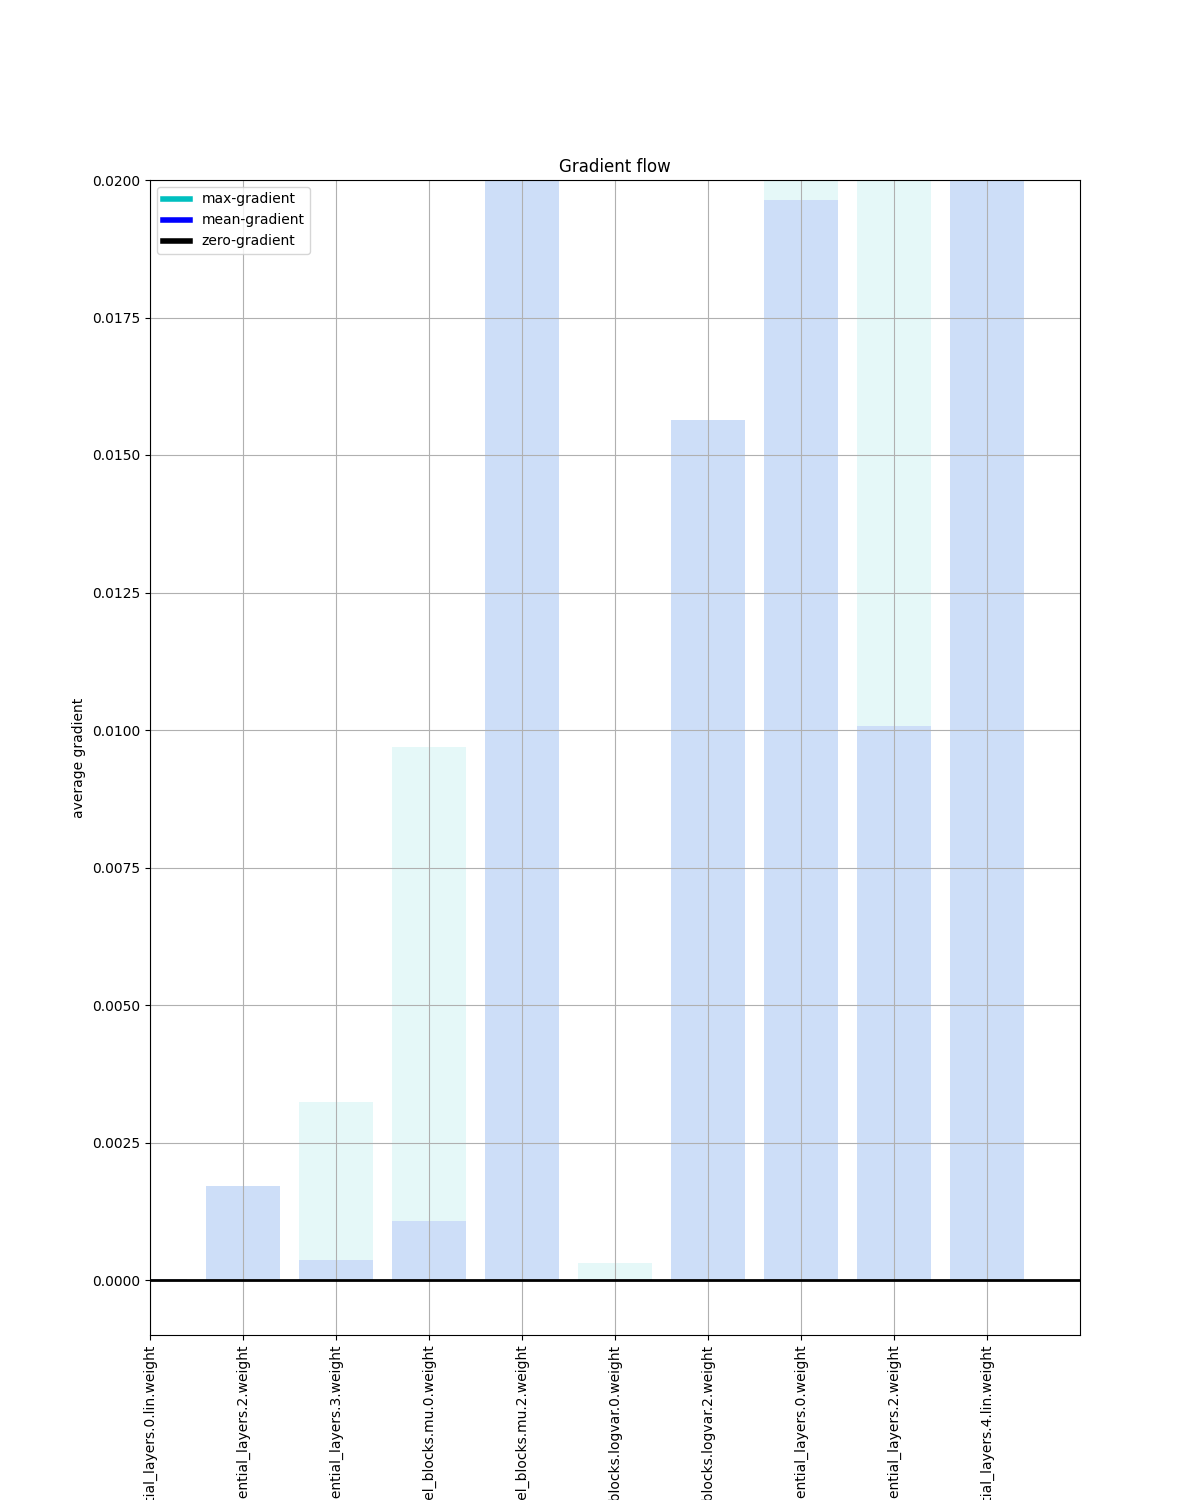 Gradient flow
max-gradient
mean-gradient
zero-gradient
0.0200
0.0175
0.0150
0.0125
0.0100
0.0075
0.0050
0.0025
0.0000
average gradient
tial_layers.0.lin.weight
ential_layers.2.weight
ential_layers.3.weight
el_blocks.mu.0.weight
el_blocks.mu.2.weight
blocks.logvar.0.weight
blocks.logvar.2.weight
ential_layers.0.weight
ential_layers.2.weight
tial_layers.4.lin.weight